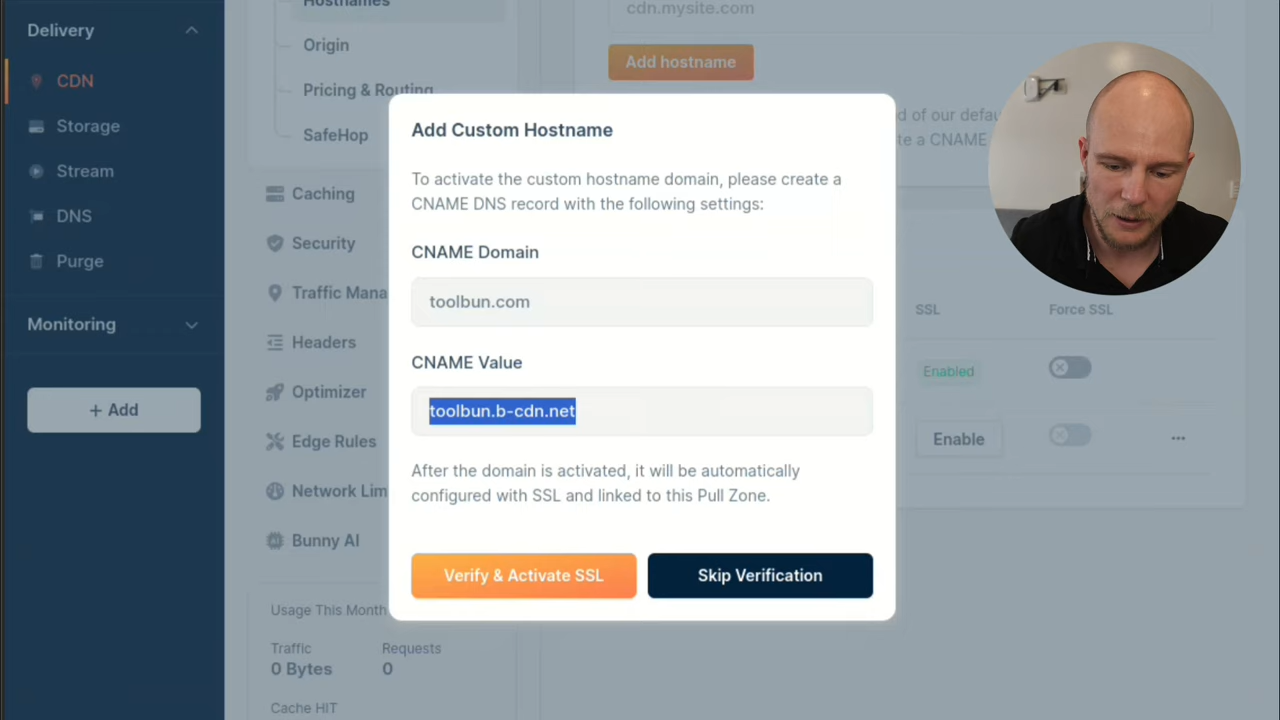 Delivery
CDN
Storage
Stream
DNS
Purge
Monitoring
+ Add
Hostnames
Origin
Pricing & Routing
SafeHop
Caching
Security
Traffic Mana
Headers
Optimizer
Edge Rules
Network Lim
Bunny AI
Usage This Month
Traffic Requests
0 Bytes 0
Cache HIT
cdn.mysite.com
Add hostname
d of our defau
te a CNAME
Add Custom Hostname
To activate the custom hostname domain, please create a
CNAME DNS record with the following settings:
CNAME Domain
toolbun.com
CNAME Value
toolbun.b-cdn.net
After the domain is activated, it will be automatically
configured with SSL and linked to this Pull Zone.
Verify & Activate SSL
Skip Verification
SSL Force SSL
Enabled
Enable